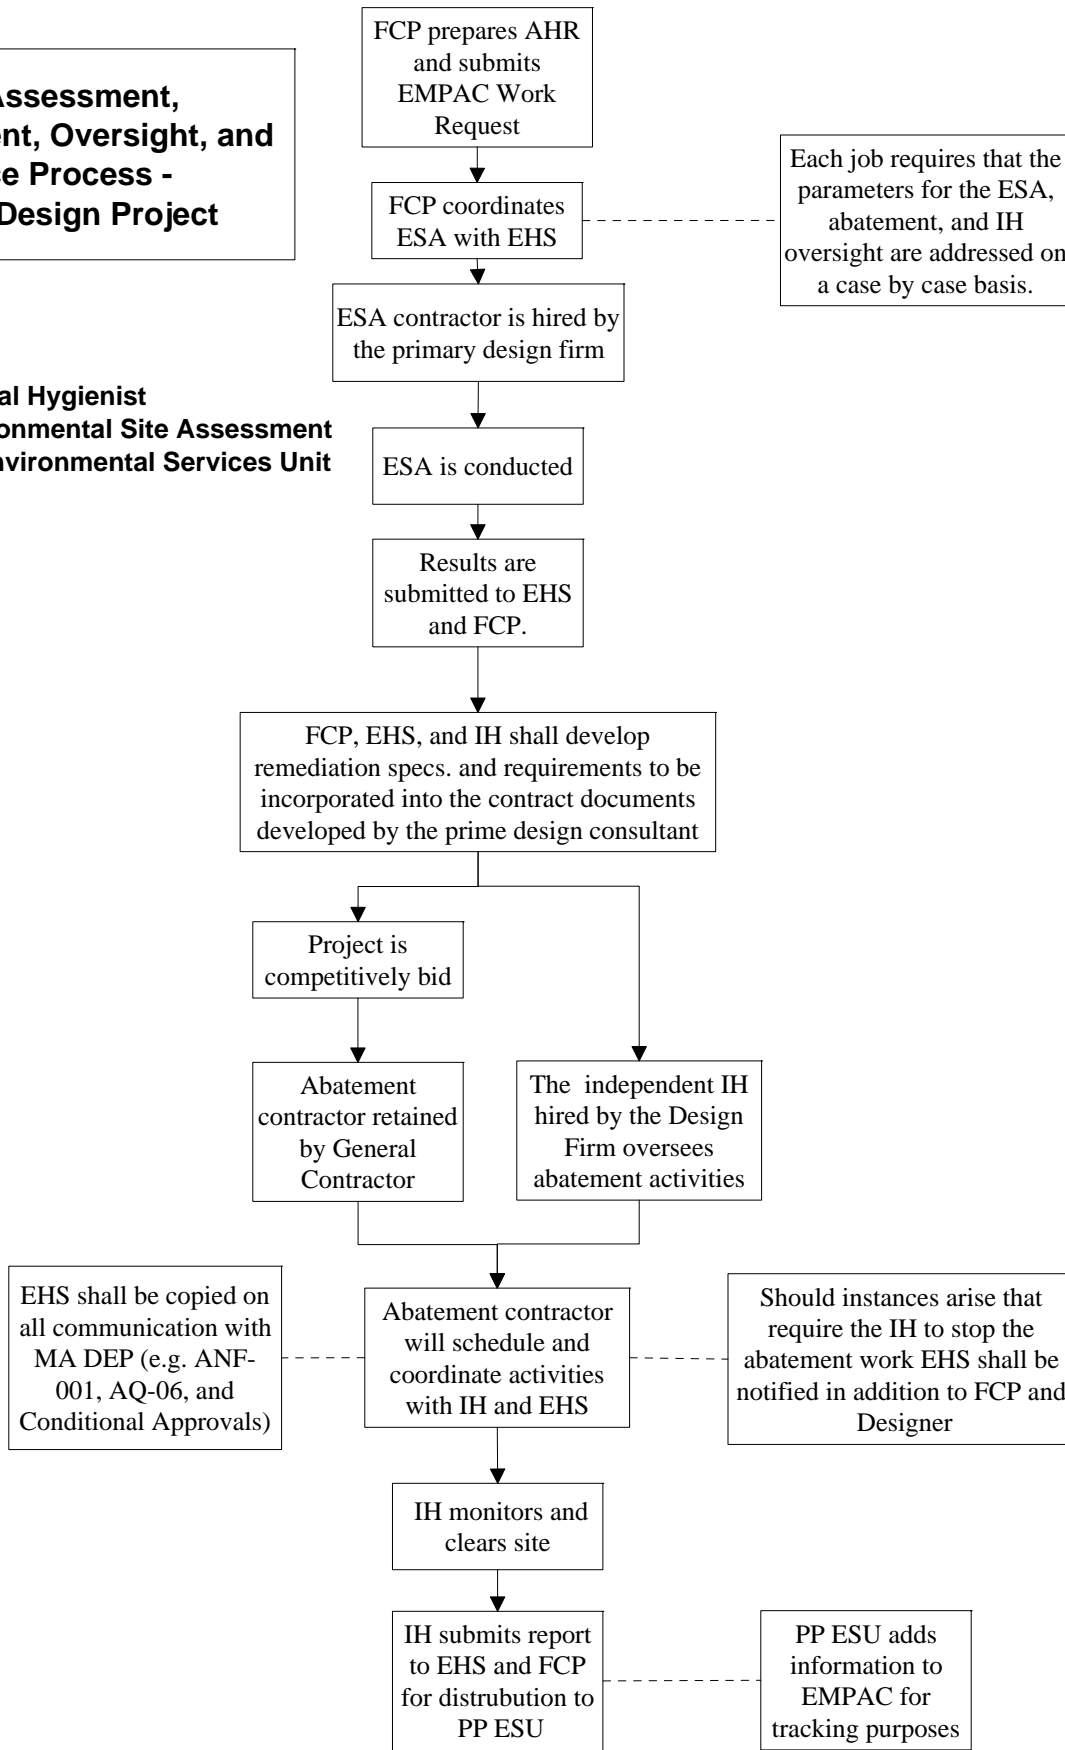 FCP prepares AHR
and submits
EMPAC Work
Request
Assessment,
Oversight, and
Process -
Design Project
FCP coordinates
ESA with EHS
Each job requires that the
parameters for the ESA,
abatement, and IH
oversight are addressed on
a case by case basis.
ESA contractor is hired by
the primary design firm
Hygienist
Site Assessment
Environmental Services Unit
ESA is conducted
Results are
submitted to EHS
and FCP.
FCP, EHS, and IH shall develop
remediation specs. and requirements to be
incorporated into the contract documents
developed by the prime design consultant
Project is
competitively bid
Abatement
contractor retained
by General
Contractor
The independent IH
hired by the Design
Firm oversees
abatement activities
EHS shall be copied on
all communication with
MA DEP (e.g. ANF-
001, AQ-06, and
Conditional Approvals)
Abatement contractor
will schedule and
coordinate activities
with IH and EHS
Should instances arise that
require the IH to stop the
abatement work EHS shall be
notified in addition to FCP and
Designer
IH monitors and
clears site
IH submits report
to EHS and FCP
for distrubution to
PP ESU
PP ESU adds
information to
EMPAC for
tracking purposes